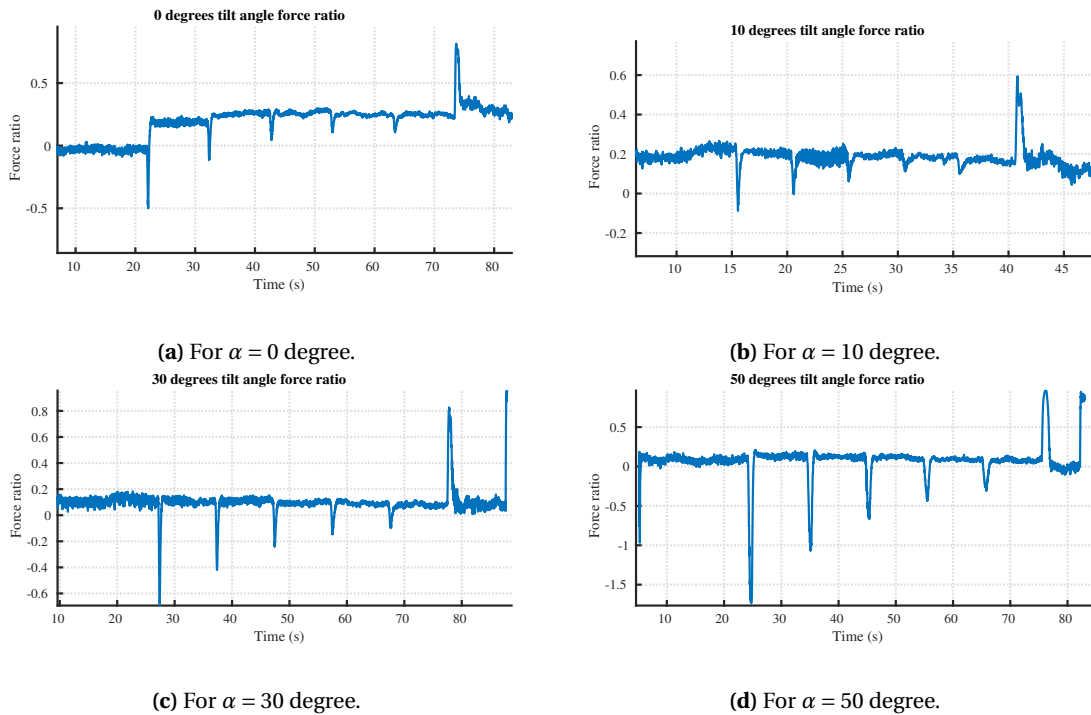 0 degrees tilt angle force ratio
Force ratio
0.5
0
-0.5
10 20 30 40 50 60 70 80
Time (s)
(a) For α = 0 degree.
10 degrees tilt angle force ratio
Force ratio
0.6
0.4
0.2
0
-0.2
10 15 20 25 30 35 40 45
Time (s)
(b) For α = 10 degree.
30 degrees tilt angle force ratio
Force ratio
0.8
0.6
0.4
0.2
0
-0.2
-0.4
-0.6
10 20 30 40 50 60 70 80
Time (s)
(c) For α = 30 degree.
50 degrees tilt angle force ratio
Force ratio
0.5
0
-0.5
-1
-1.5
10 20 30 40 50 60 70 80
Time (s)
(d) For α = 50 degree.